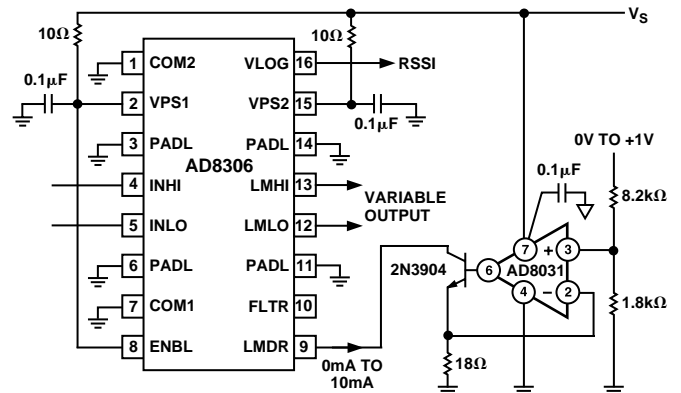 VS
10Ω
10Ω
1 COM2
VLOG 16
RSSI
0.1μF
2 VPS1
VPS2 15
0.1μF
3 PADL
PADL 14
AD8306
4 INHI
LMHI 13
VARIABLE
OUTPUT
5 INLO
LMLO 12
6 PADL
PADL 11
7 COM1
FLTR 10
8 ENBL
LMDR 9
0mA TO
10mA
2N3904
18Ω
0V TO +1V
0.1μF
8.2kΩ
7 + 3
6 AD8031
4 – 2
1.8kΩ